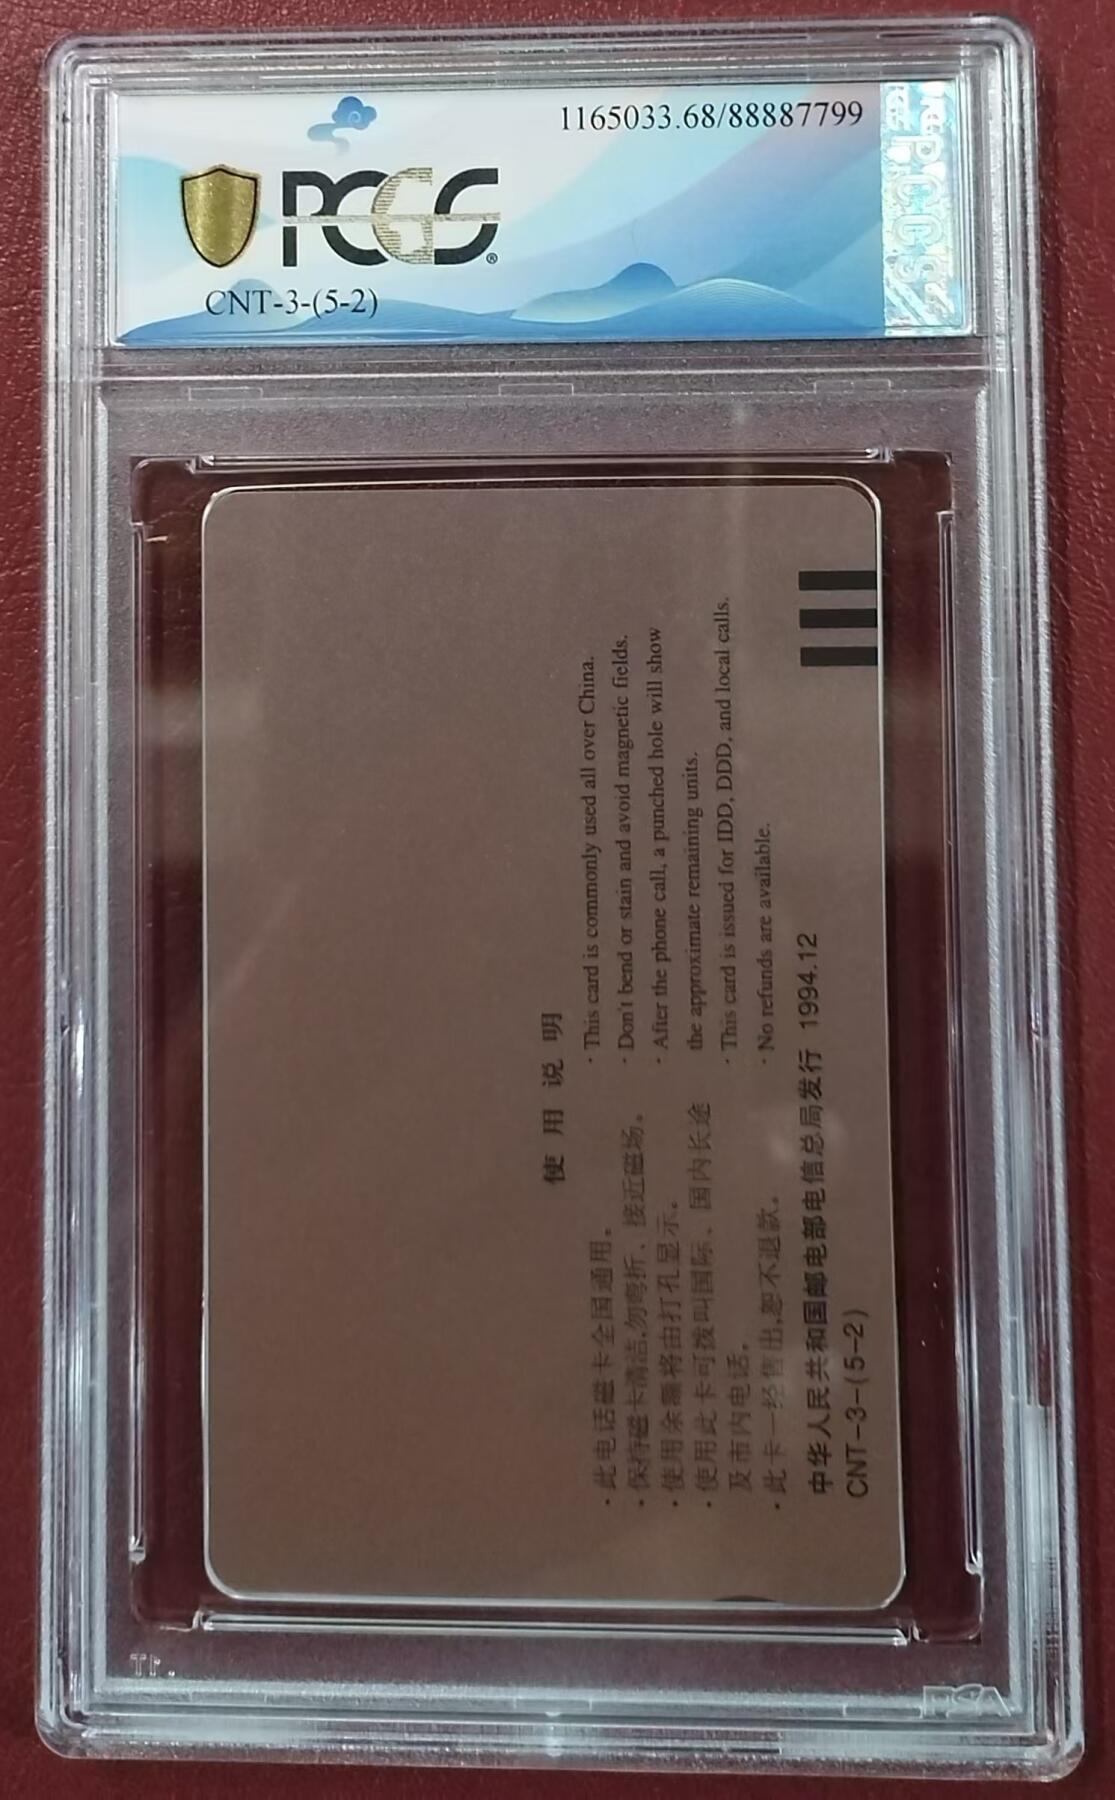 1165033.68/88887799
PCGS
CNT-3-(5-2)
PCGS
使用说明
·此电话磁卡全国通用。
·保持磁卡清洁,勿弯折、接近磁场。
·使用余额将由打孔显示。
·使用此卡可拨叫国际、国内长途
及市内电话。
·此卡一经售出,恕不退款。
·This card is commonly used all over China.
·Don't bend or stain and avoid magnetic fields.
·After the phone call, a punched hole will show
the approximate remaining units.
·This card is issued for IDD, DDD, and local calls.
·No refunds are available.
中华人民共和国邮电部电信总局发行 1994.12
CNT-3-(5-2)
PSA